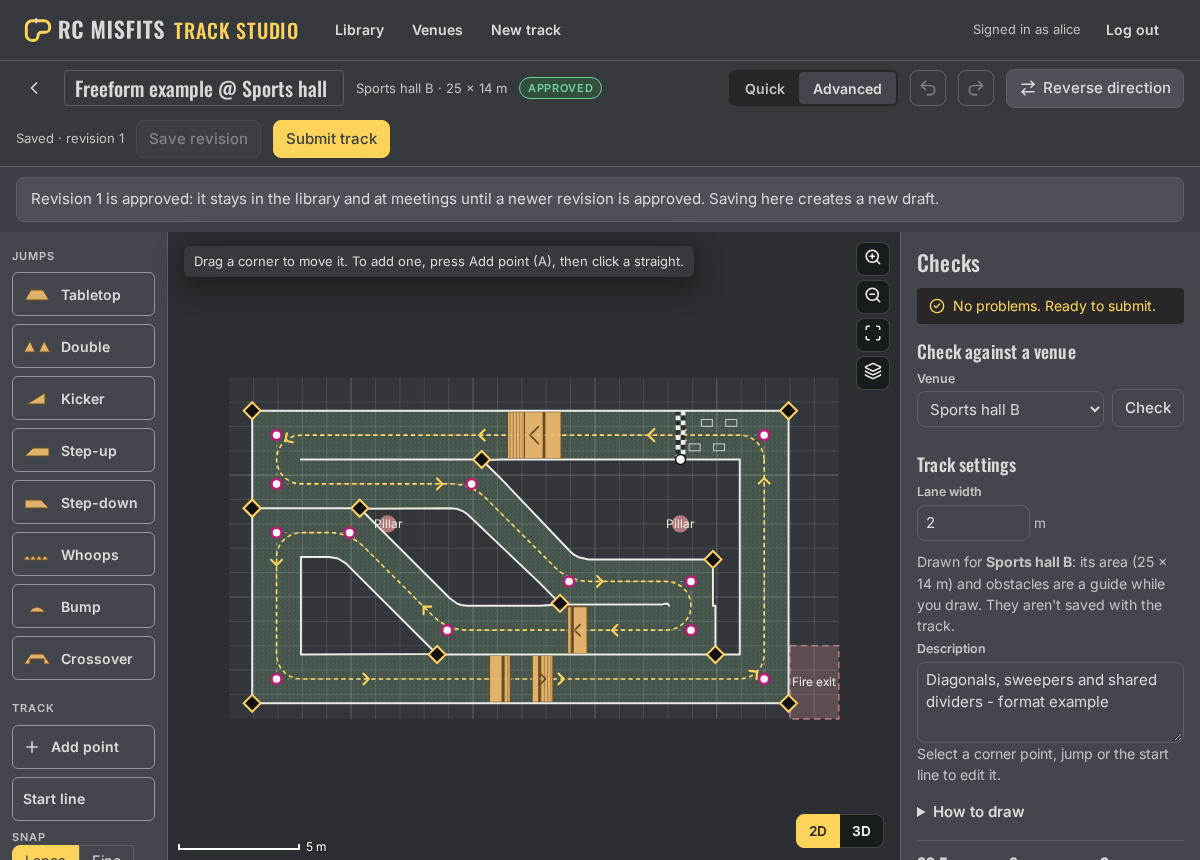 RC MISFITS TRACK STUDIO
Library
Venues
New track
Signed in as alice
Log out
Freeform example @ Sports hall
Sports hall B · 25 × 14 m
APPROVED
Quick
Advanced
Reverse direction
Saved · revision 1
Save revision
Submit track
Revision 1 is approved: it stays in the library and at meetings until a newer revision is approved. Saving here creates a new draft.
JUMPS
Tabletop
Double
Kicker
Step-up
Step-down
Whoops
Bump
Crossover
TRACK
Add point
Start line
SNAP
Drag a corner to move it. To add one, press Add point (A), then click a straight.
Pillar
Pillar
Fire exit
5 m
2D
3D
Checks
No problems. Ready to submit.
Check against a venue
Venue
Sports hall B
Check
Track settings
Lane width
2
m
Drawn for Sports hall B: its area (25 ×
14 m) and obstacles are a guide while
you draw. They aren't saved with the
track.
Description
Diagonals, sweepers and shared
dividers - format example
Select a corner point, jump or the start
line to edit it.
How to draw